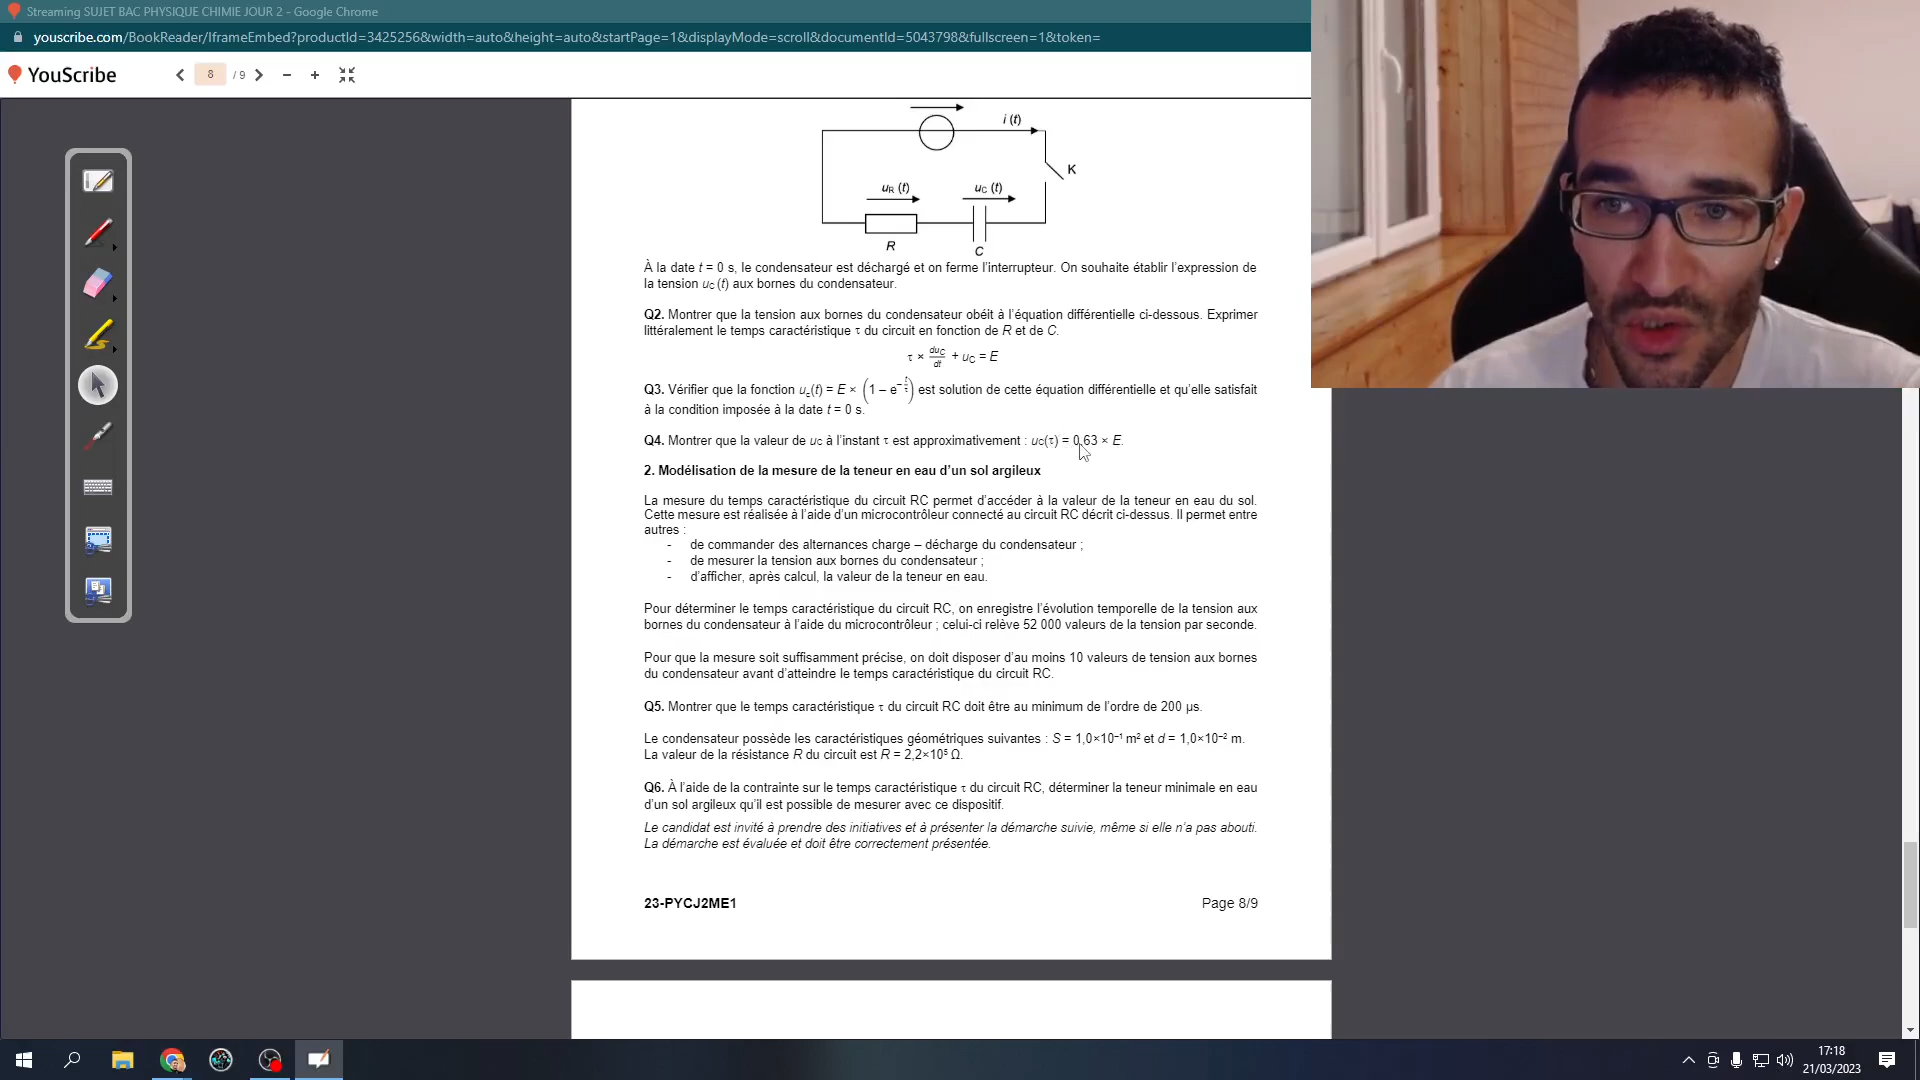 Streaming SUJET BAC PHYSIQUE CHIMIE JOUR 2 - Google Chrome
youscribe.com/BookReader/IframeEmbed?productId=3425256&width=auto&height=auto&startPage=1&displayMode=scroll&documentId=5043798&fullscreen=1&token=
YouScribe
8 / 9
i (t)
K
uR (t) uC (t)
R
C
À la date t = 0 s, le condensateur est déchargé et on ferme l'interrupteur. On souhaite établir l'expression de
la tension uC (t) aux bornes du condensateur.
Q2. Montrer que la tension aux bornes du condensateur obéit à l'équation différentielle ci-dessous. Exprimer
littéralement le temps caractéristique τ du circuit en fonction de R et de C.
τ × duC/dt + uC = E
Q3. Vérifier que la fonction uc(t) = E × (1 – e^(–t/τ)) est solution de cette équation différentielle et qu'elle satisfait
à la condition imposée à la date t = 0 s.
Q4. Montrer que la valeur de uC à l'instant τ est approximativement : uC(τ) = 0,63 × E.
2. Modélisation de la mesure de la teneur en eau d'un sol argileux
La mesure du temps caractéristique du circuit RC permet d'accéder à la valeur de la teneur en eau du sol.
Cette mesure est réalisée à l'aide d'un microcontrôleur connecté au circuit RC décrit ci-dessus. Il permet entre
autres :
- de commander des alternances charge – décharge du condensateur ;
- de mesurer la tension aux bornes du condensateur ;
- d'afficher, après calcul, la valeur de la teneur en eau.
Pour déterminer le temps caractéristique du circuit RC, on enregistre l'évolution temporelle de la tension aux
bornes du condensateur à l'aide du microcontrôleur ; celui-ci relève 52 000 valeurs de la tension par seconde.
Pour que la mesure soit suffisamment précise, on doit disposer d'au moins 10 valeurs de tension aux bornes
du condensateur avant d'atteindre le temps caractéristique du circuit RC.
Q5. Montrer que le temps caractéristique τ du circuit RC doit être au minimum de l'ordre de 200 µs.
Le condensateur possède les caractéristiques géométriques suivantes : S = 1,0×10⁻¹ m² et d = 1,0×10⁻² m.
La valeur de la résistance R du circuit est R = 2,2×10⁵ Ω.
Q6. À l'aide de la contrainte sur le temps caractéristique τ du circuit RC, déterminer la teneur minimale en eau
d'un sol argileux qu'il est possible de mesurer avec ce dispositif.
Le candidat est invité à prendre des initiatives et à présenter la démarche suivie, même si elle n'a pas abouti.
La démarche est évaluée et doit être correctement présentée.
23-PYCJ2ME1 Page 8/9
17:18
21/03/2023